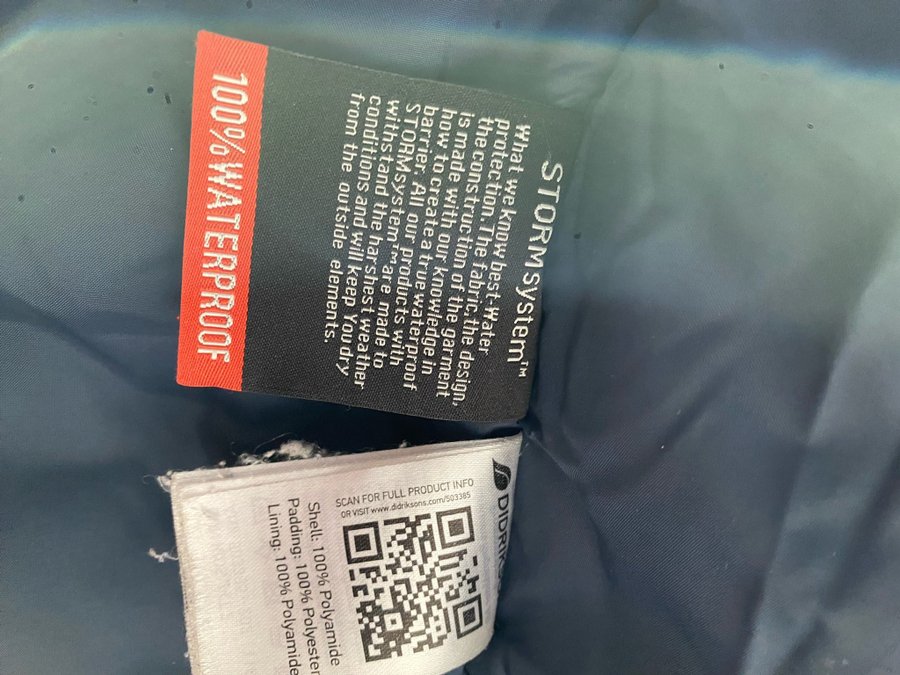 STORMSystem™
What we know best, water
protection. The fabric, the design,
the construction of the garment
is made with our knowledge in
how to create a true waterproof
barrier. All our products with
STORMsystem™ are made to
withstand the harshest weather
conditions and will keep you dry
from the outside elements.
100% WATERPROOF
SCAN FOR FULL PRODUCT INFO
OR VISIT www.didriksons.com/503385
Shell: 100% Polyamide
Padding: 100% Polyester
Lining: 100% Polyamide